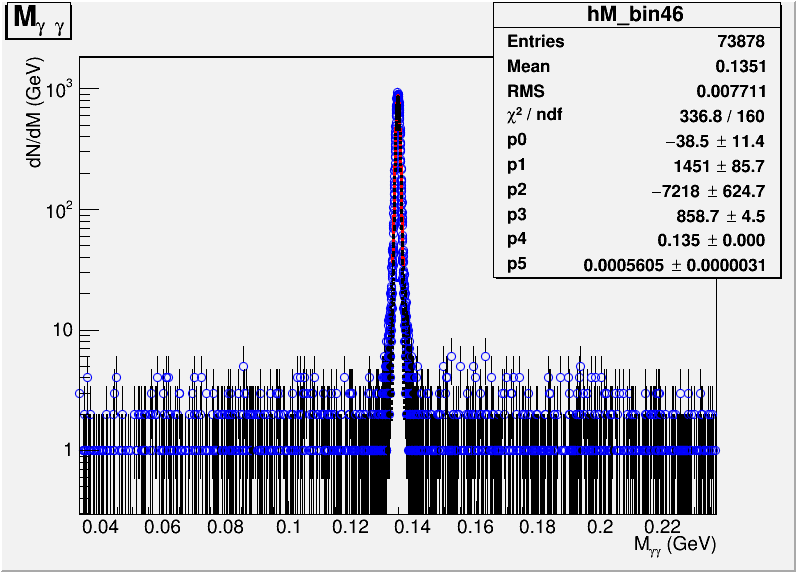 Mγ γ
hM_bin46
Entries 73878
Mean 0.1351
RMS 0.007711
χ² / ndf 336.8 / 160
p0 −38.5 ± 11.4
p1 1451 ± 85.7
p2 −7218 ± 624.7
p3 858.7 ± 4.5
p4 0.135 ± 0.000
p5 0.0005605 ± 0.0000031
dN/dM (GeV)
10³
10²
10
1
0.04 0.06 0.08 0.1 0.12 0.14 0.16 0.18 0.2 0.22
Mγγ (GeV)